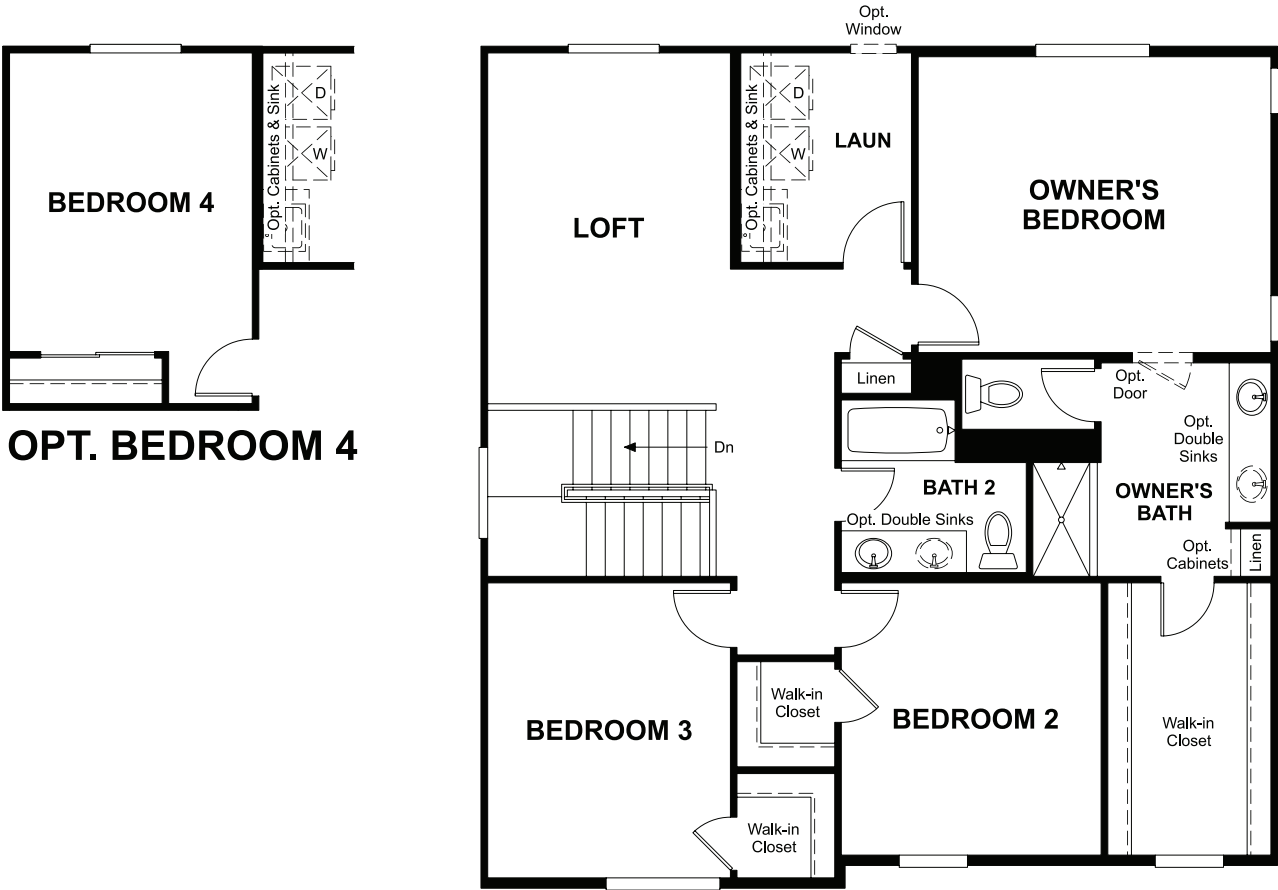 D
W
Opt. Cabinets & Sink
BEDROOM 4
OPT. BEDROOM 4
Opt.
Window
D
W
Opt. Cabinets & Sink
LAUN
LOFT
OWNER'S
BEDROOM
Linen
Opt.
Door
Opt.
Double
Sinks
Dn
BATH 2
Opt. Double Sinks
OWNER'S
BATH
Opt.
Cabinets
Linen
BEDROOM 3
Walk-in
Closet
BEDROOM 2
Walk-in
Closet
Walk-in
Closet